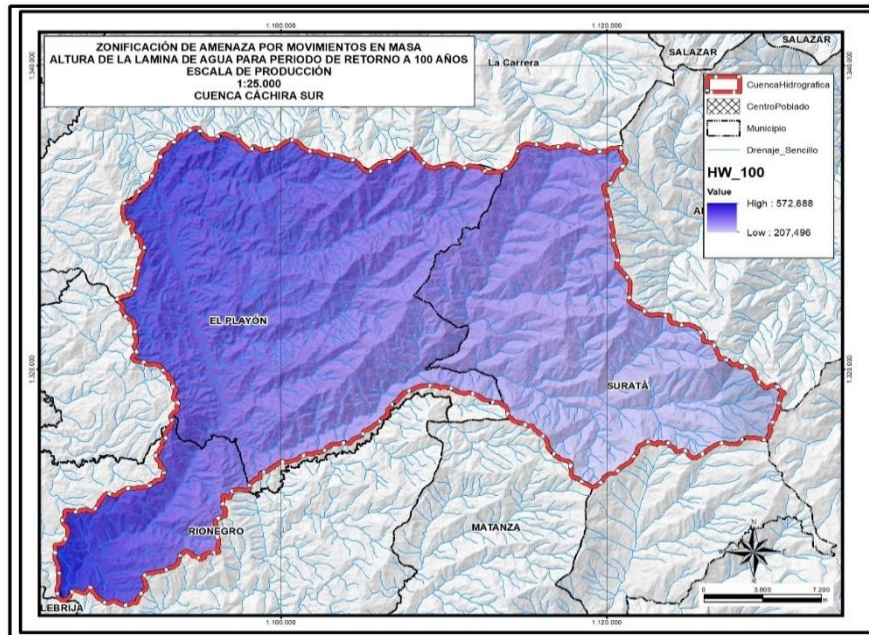 1.100.000
1.120.000
ZONIFICACIÓN DE AMENAZA POR MOVIMIENTOS EN MASA
ALTURA DE LA LAMINA DE AGUA PARA PERIODO DE RETORNO A 100 AÑOS
ESCALA DE PRODUCCIÓN
1:25.000
CUENCA CÁCHIRA SUR
1.340.000
1.340.000
La Carrera
SALAZAR
SALAZAR
CuencaHidrografica
CentroPoblado
Municipio
Drenaje_Sencillo
HW_100
Value
High : 572,688
Low : 207,496
EL PLAYÓN
1.320.000
1.320.000
SURATÁ
RIONEGRO
MATANZA
N
LEBRIJA
0
3.600
7.200
1.100.000
1.120.000